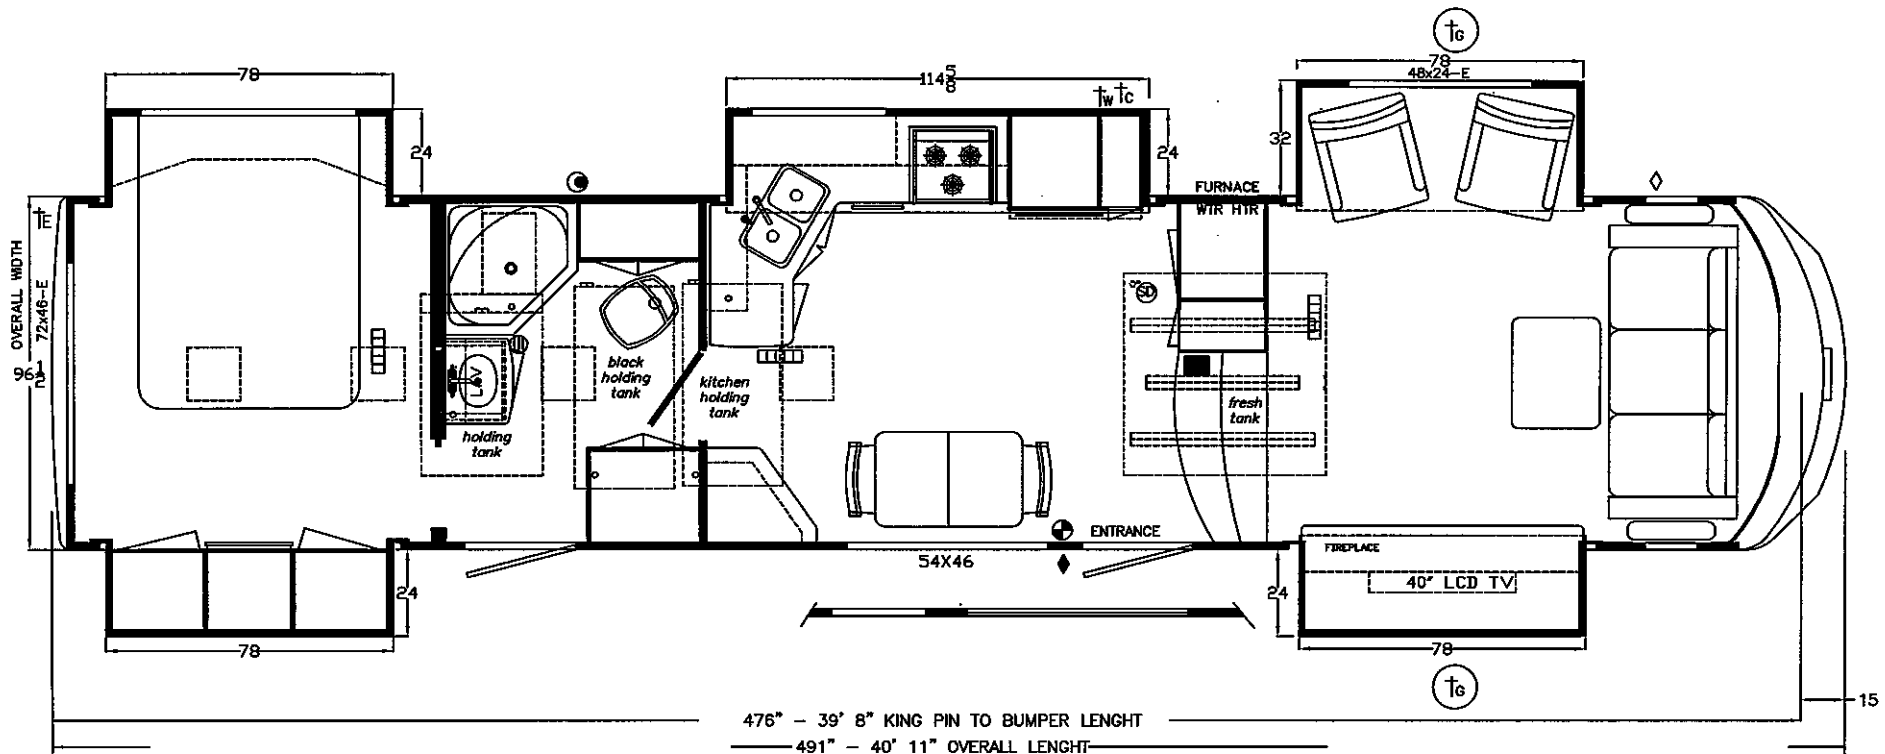 G
78
48x24-E
78
114 5/8
W C
24
32
24
FURNACE
WTR HTR
E
OVERALL WIDTH
96 1/2
72x46-E
SD
LAV
black
holding
tank
kitchen
holding
tank
holding
tank
fresh
tank
ENTRANCE
54X46
FIREPLACE
40" LCD TV
24
24
78
78
G
15
476" - 39' 8" KING PIN TO BUMPER LENGHT
491" - 40' 11" OVERALL LENGHT